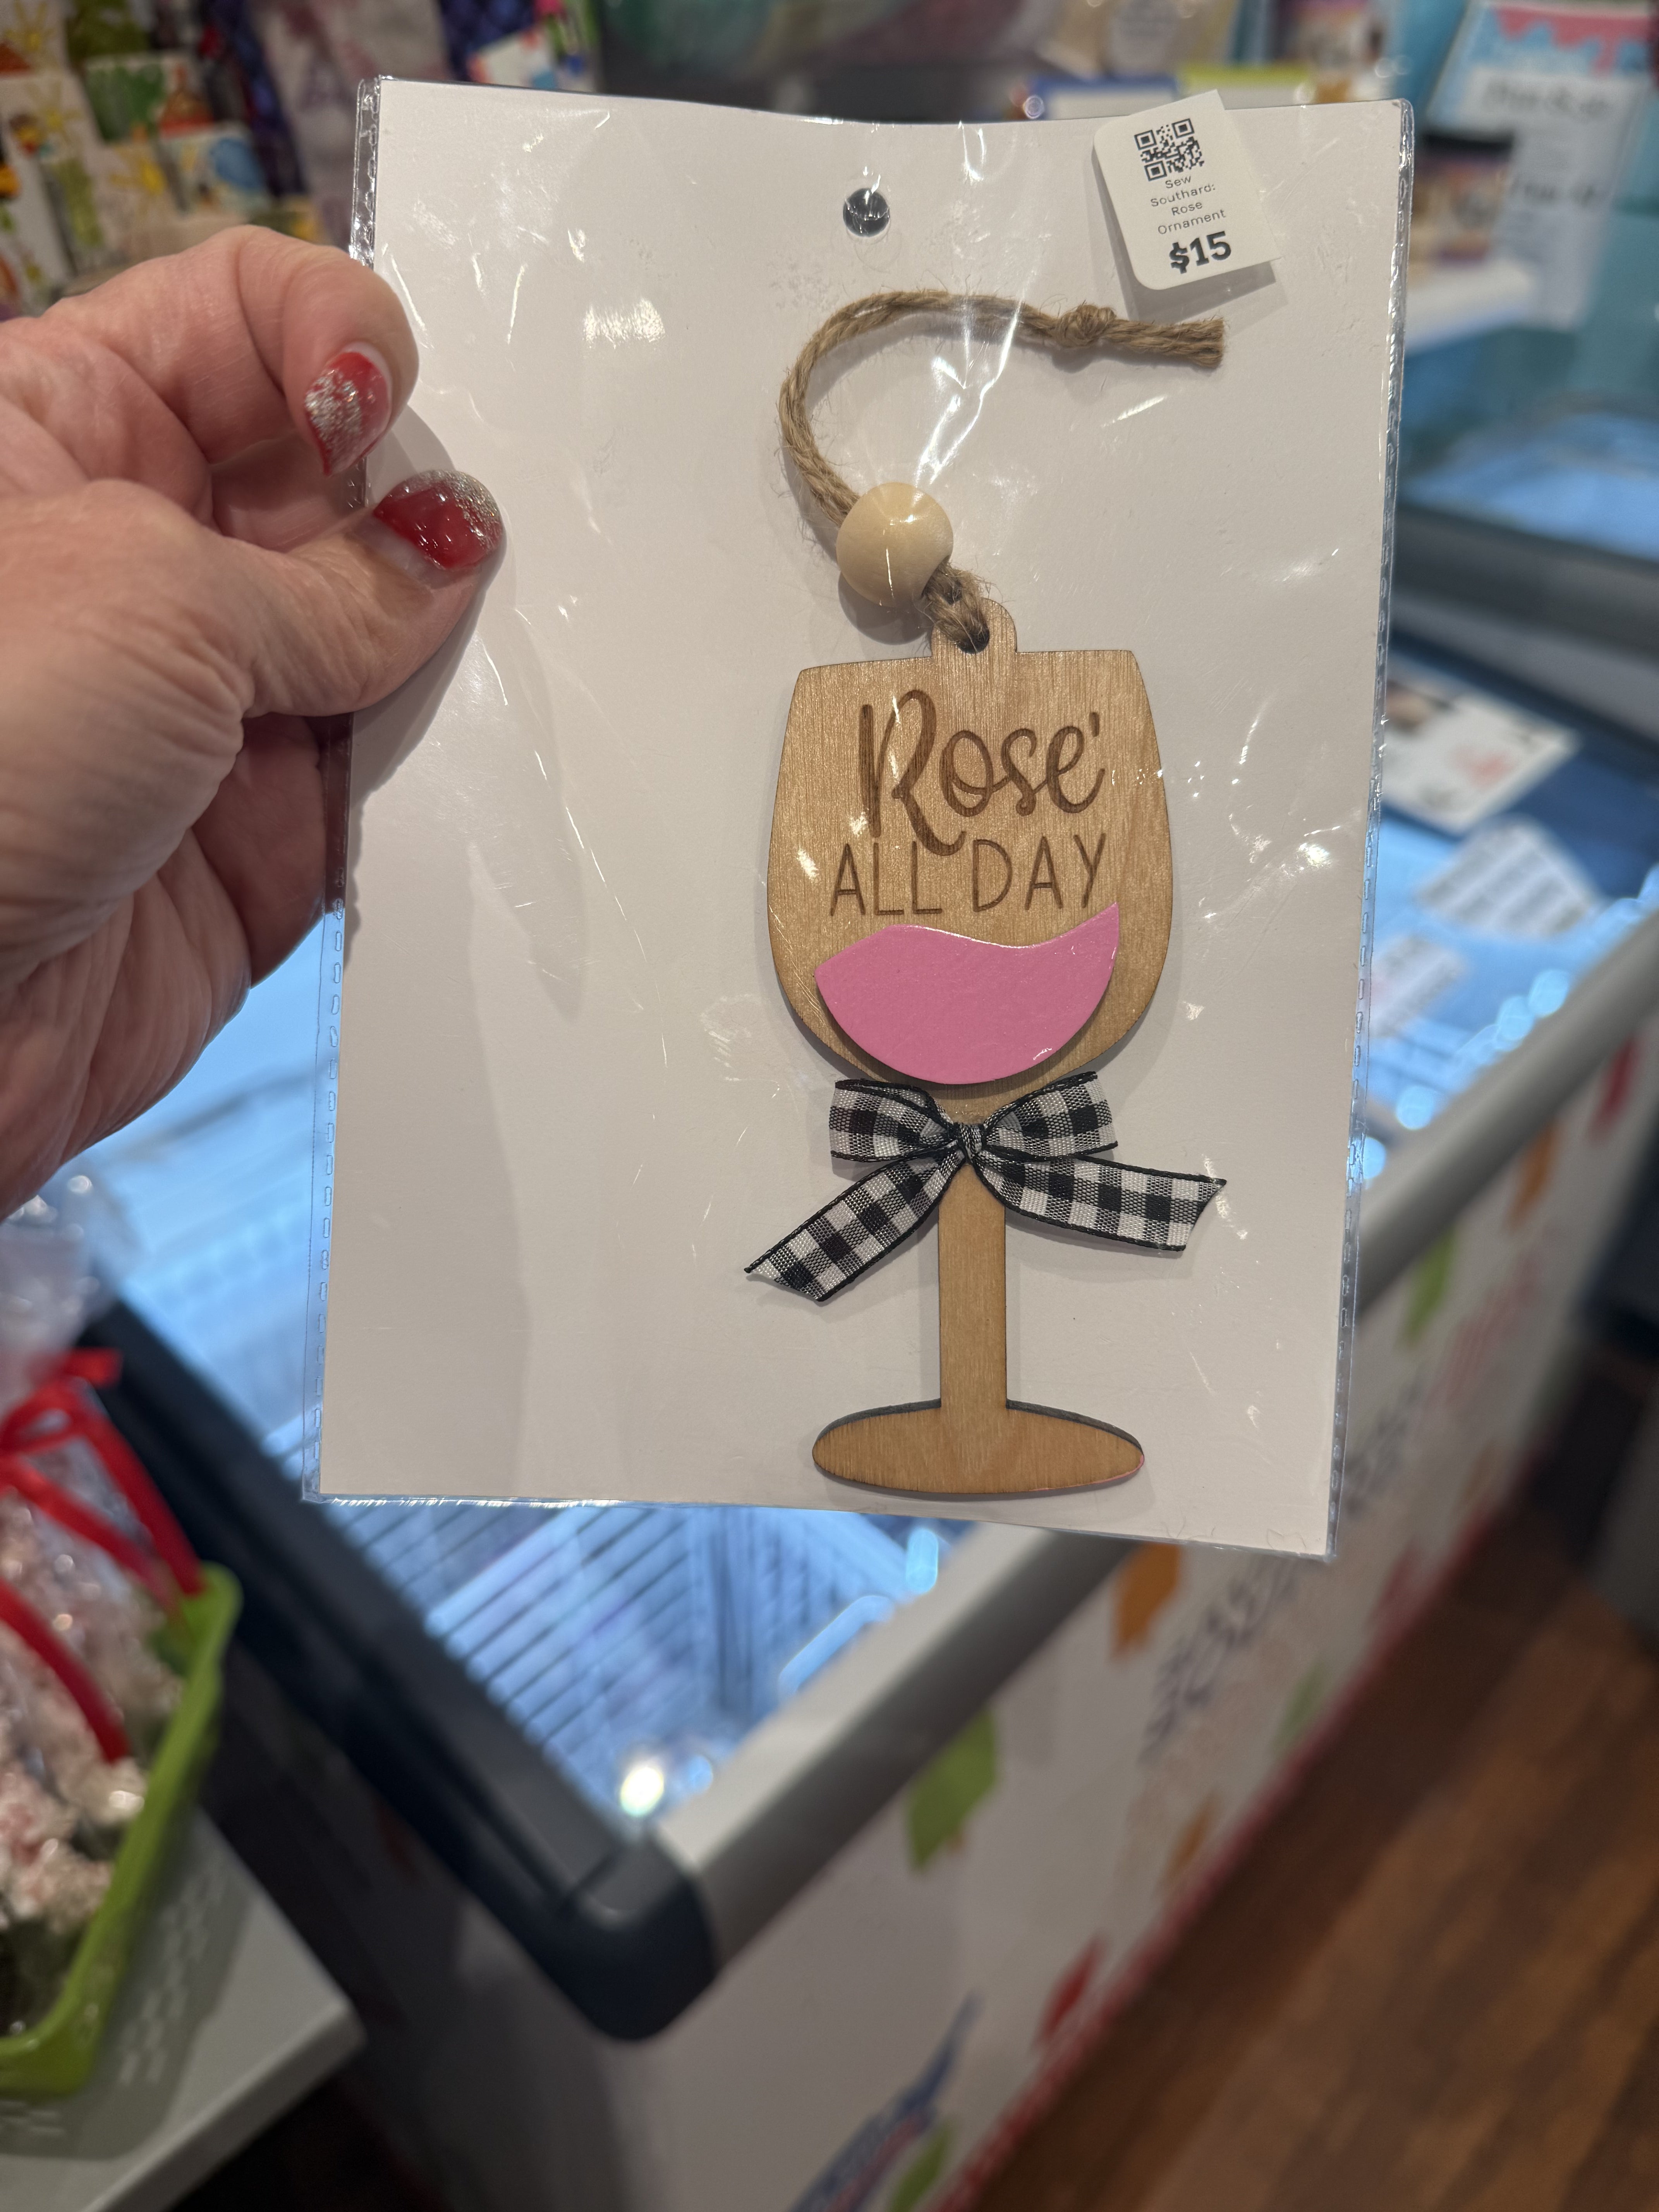 Sew
Southard:
Rose
Ornament
$15
Rose'
ALL DAY